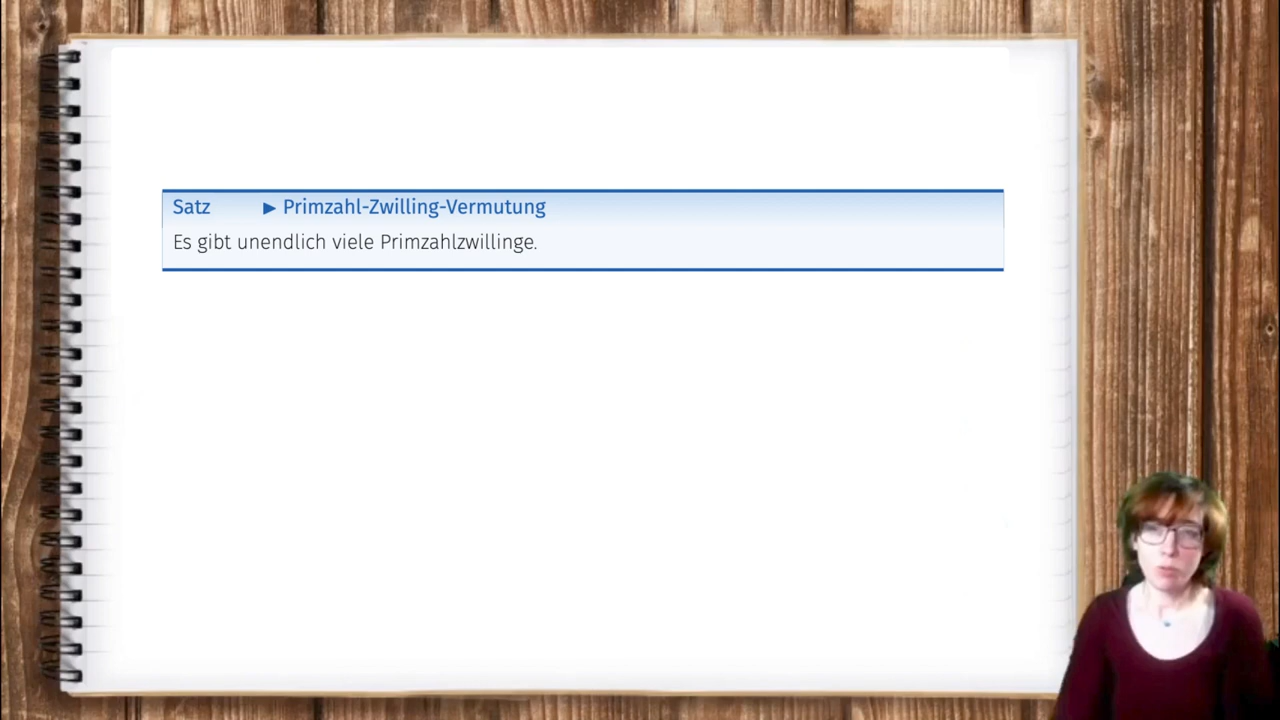 Satz ▶ Primzahl-Zwilling-Vermutung
Es gibt unendlich viele Primzahlzwillinge.